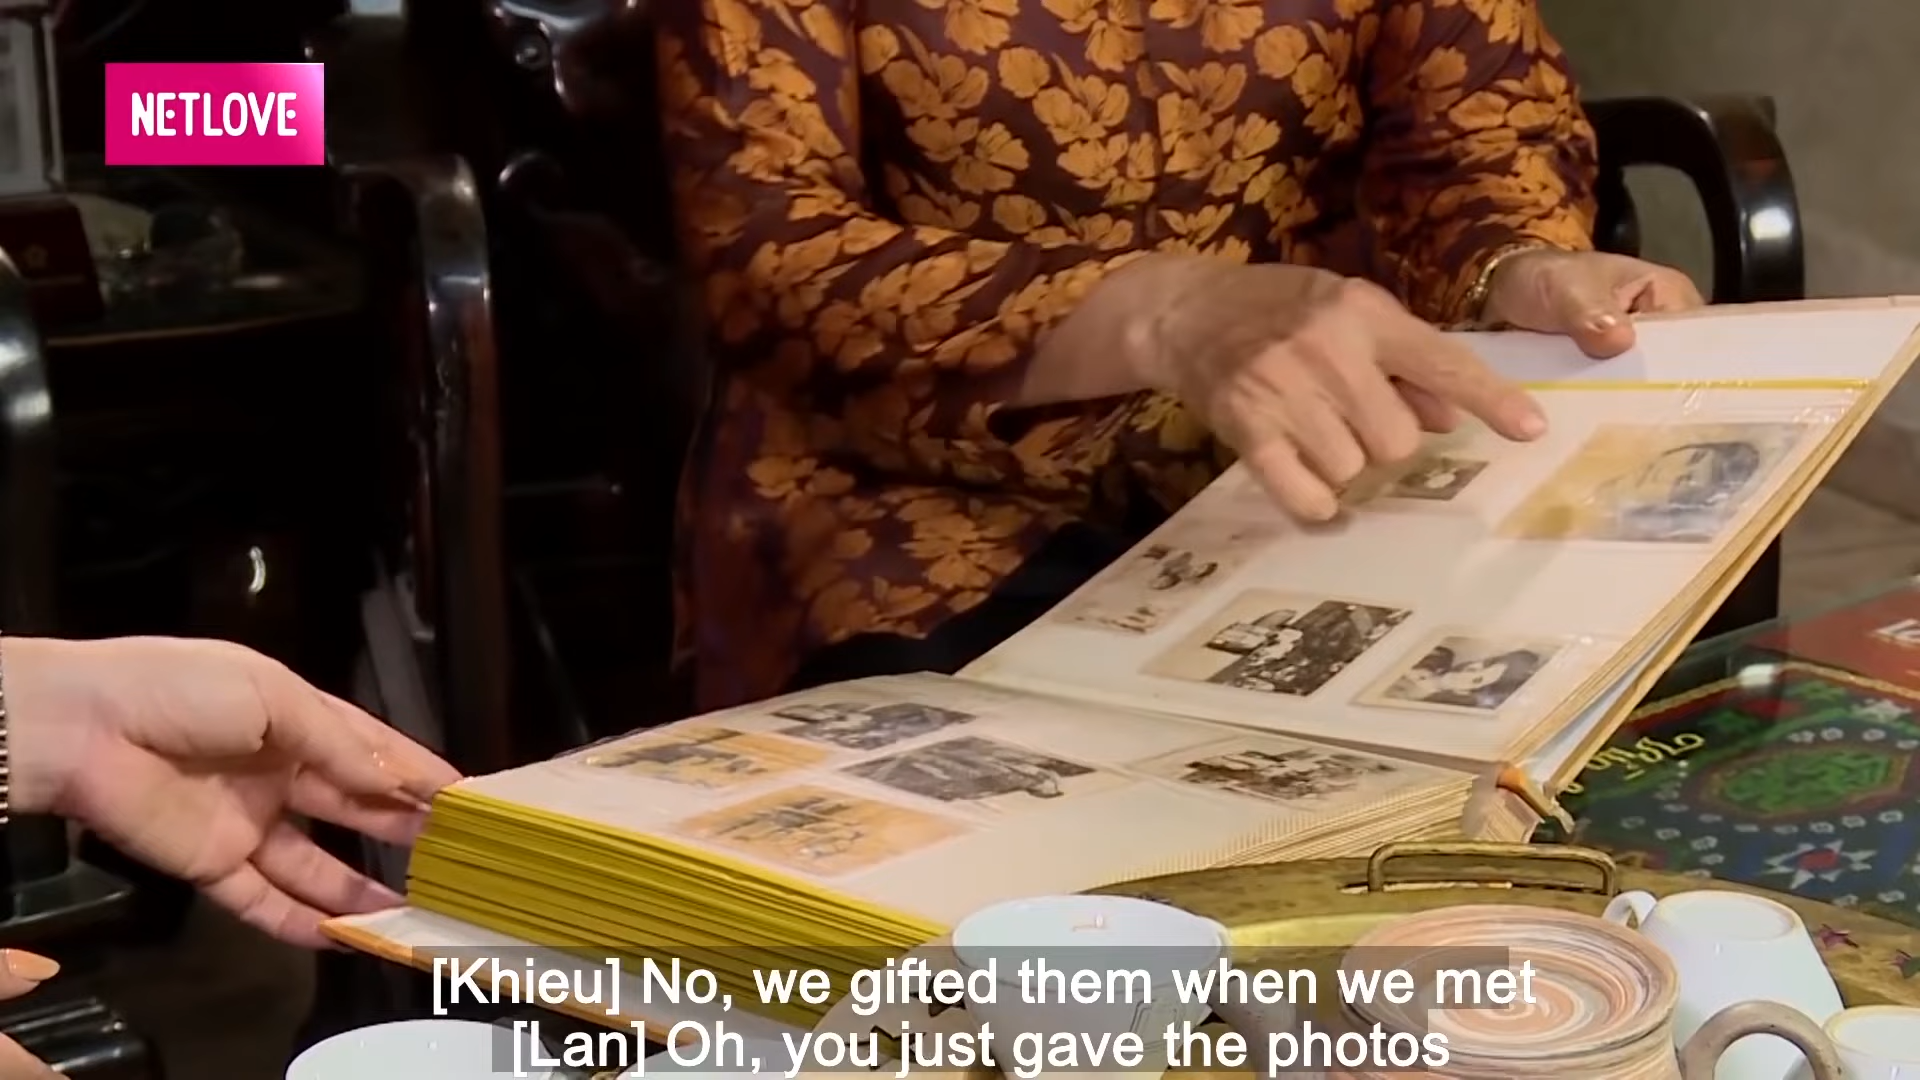 NETLOVE
[Khieu] No, we gifted them when we met
[Lan] Oh, you just gave the photos